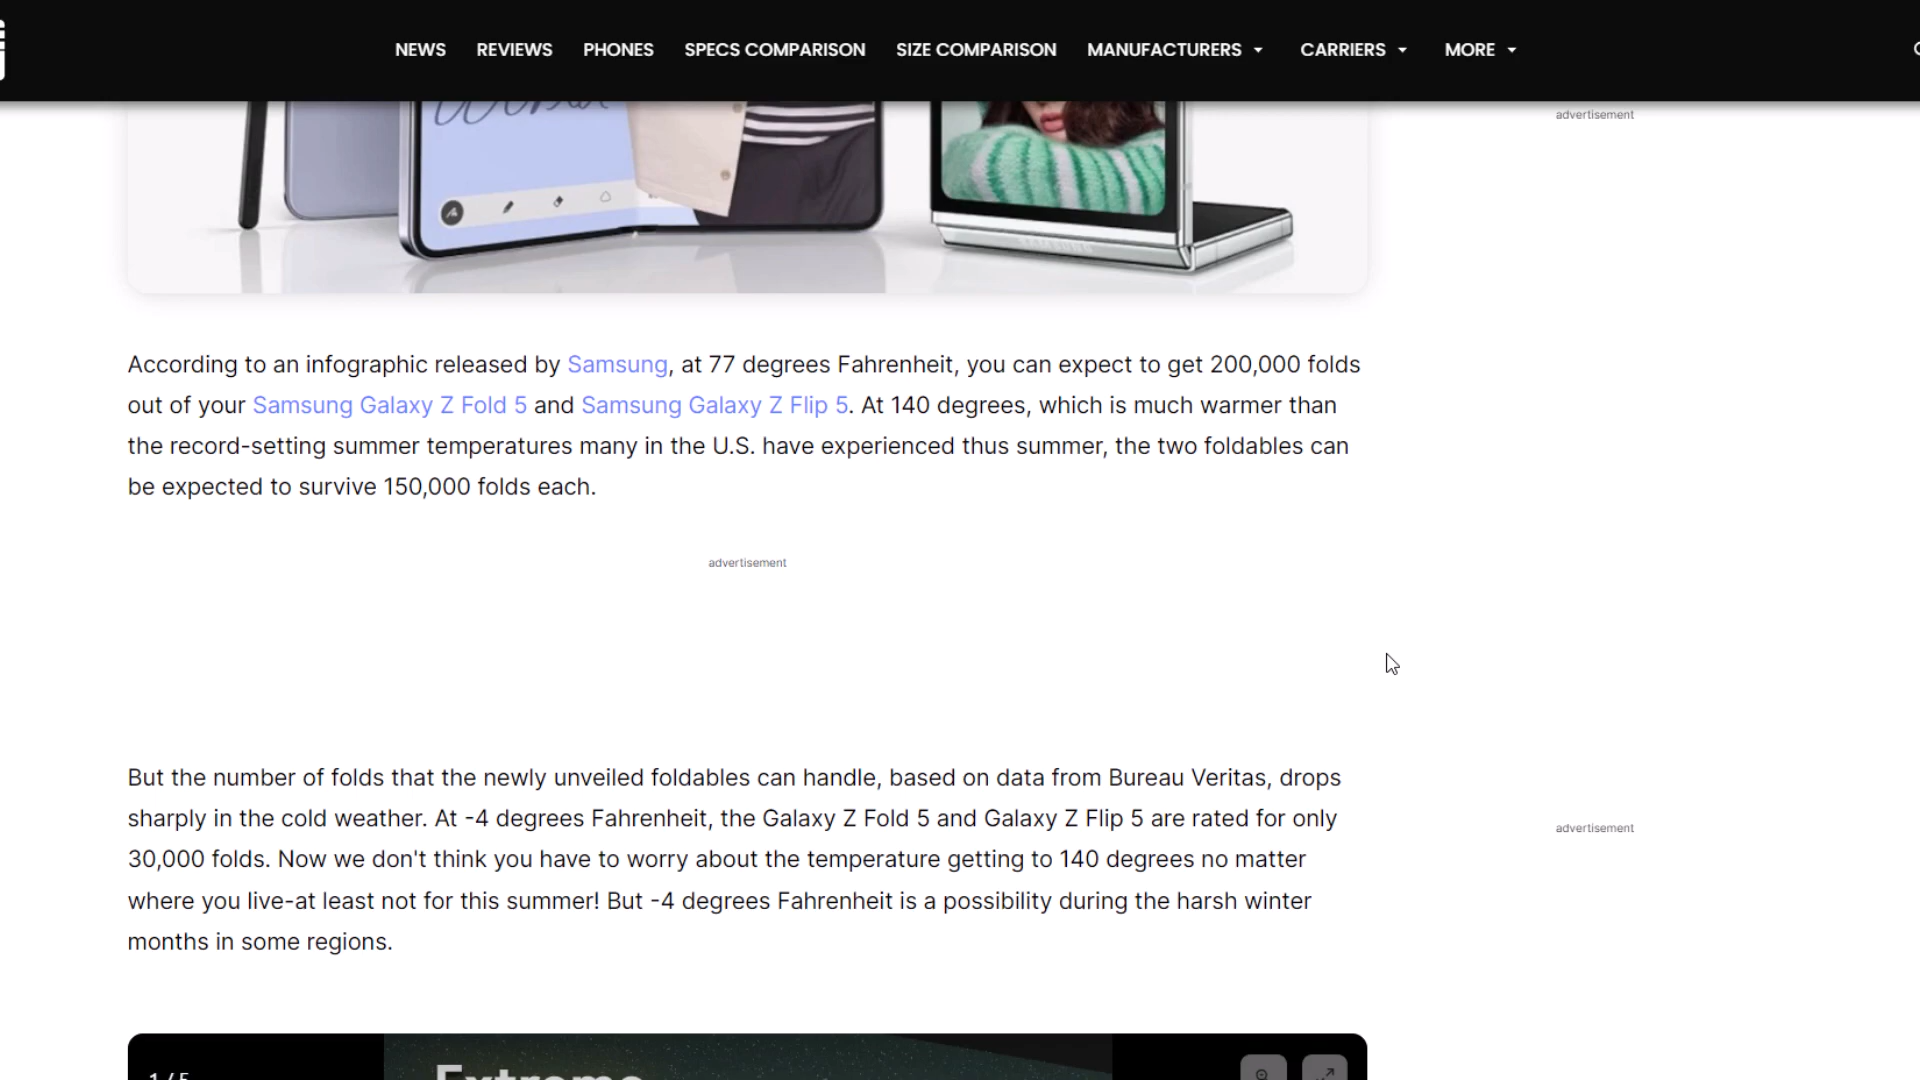 NEWS REVIEWS PHONES SPECS COMPARISON SIZE COMPARISON MANUFACTURERS CARRIERS MORE
advertisement
According to an infographic released by Samsung, at 77 degrees Fahrenheit, you can expect to get 200,000 folds
out of your Samsung Galaxy Z Fold 5 and Samsung Galaxy Z Flip 5. At 140 degrees, which is much warmer than
the record-setting summer temperatures many in the U.S. have experienced thus summer, the two foldables can
be expected to survive 150,000 folds each.
advertisement
But the number of folds that the newly unveiled foldables can handle, based on data from Bureau Veritas, drops
sharply in the cold weather. At -4 degrees Fahrenheit, the Galaxy Z Fold 5 and Galaxy Z Flip 5 are rated for only
30,000 folds. Now we don't think you have to worry about the temperature getting to 140 degrees no matter
where you live-at least not for this summer! But -4 degrees Fahrenheit is a possibility during the harsh winter
months in some regions.
advertisement
1 / 5
Extreme